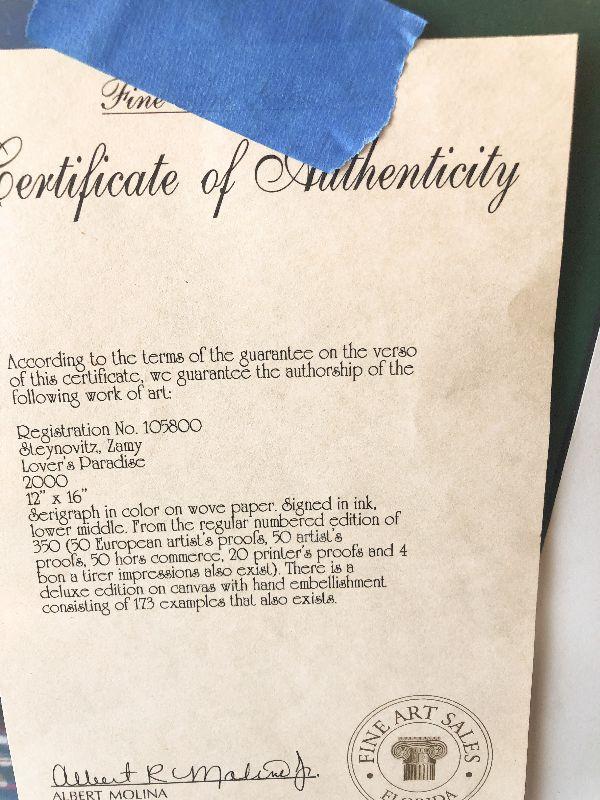 Fine
Certificate of Authenticity
According to the terms of the guarantee on the verso
of this certificate, we guarantee the authorship of the
following work of art:
Registration No. 105800
Steynovitz, Zamy
Lover's Paradise
2000
12" x 16"
Serigraph in color on wove paper. Signed in ink,
lower middle. From the regular numbered edition of
350 (50 European artist's proofs, 50 artist's
proofs, 50 hors commerce, 20 printer's proofs and 4
bon a tirer impressions also exist). There is a
deluxe edition on canvas with hand embellishment
consisting of 173 examples that also exists.
Albert R Molina Jr.
ALBERT MOLINA
FINE ART SALES
FLORIDA